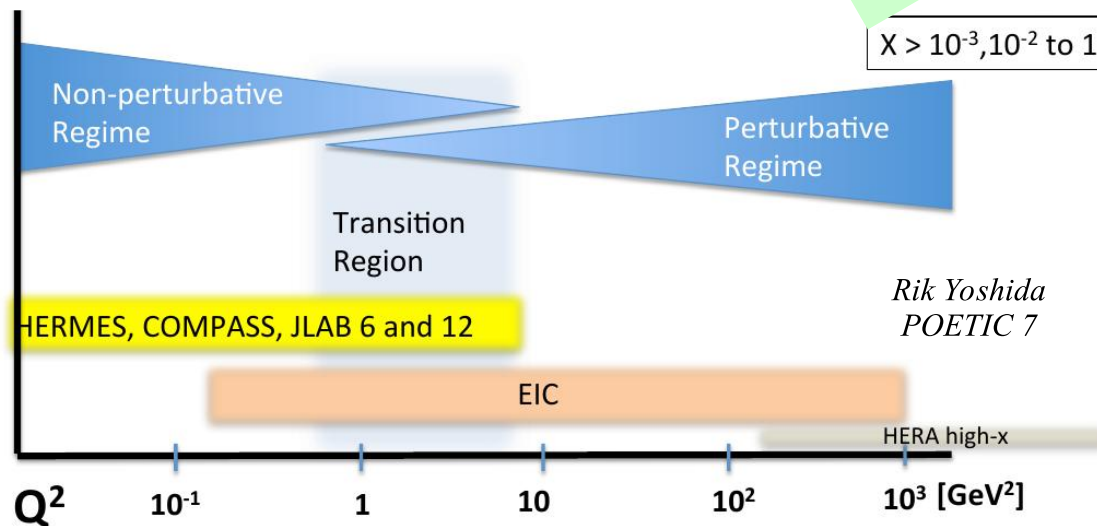 X > 10⁻³,10⁻² to 1
Non-perturbative
Regime
Perturbative
Regime
Transition
Region
Rik Yoshida
POETIC 7
HERMES, COMPASS, JLAB 6 and 12
EIC
HERA high-x
Q² 10⁻¹ 1 10 10² 10³ [GeV²]